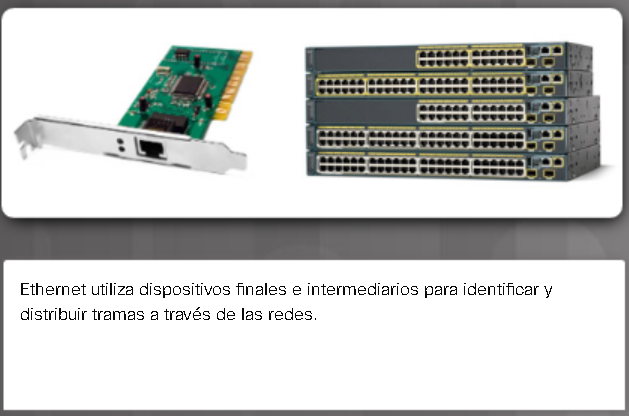 Ethernet utiliza dispositivos finales e intermediarios para identificar y
distribuir tramas a través de las redes.